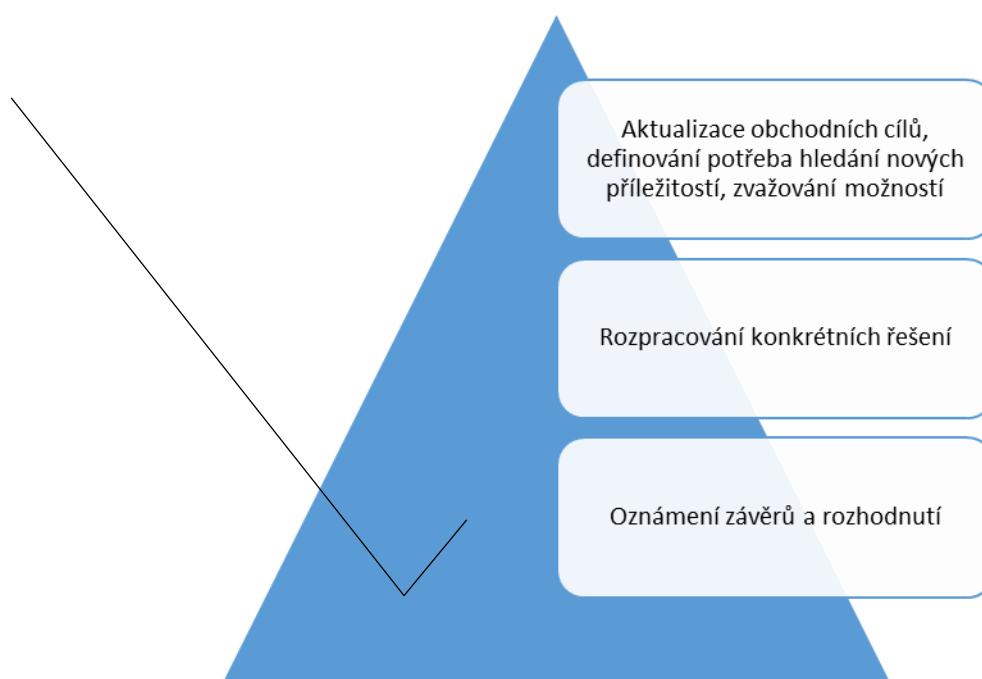 Aktualizace obchodních cílů,
definování potřeba hledání nových
příležitostí, zvažování možností
Rozpracování konkrétních řešení
Oznámení závěrů a rozhodnutí